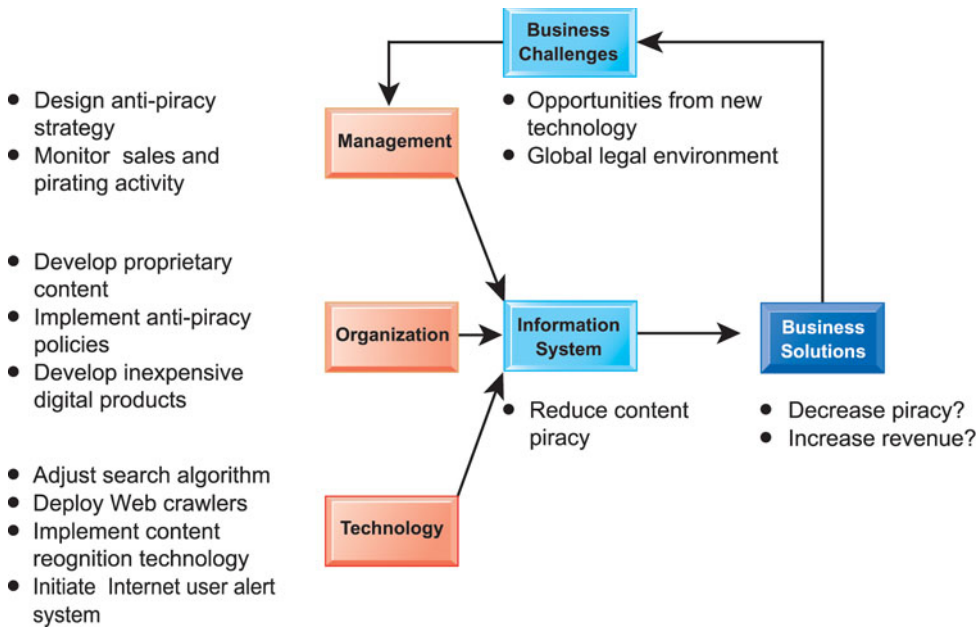 Business
Challenges
• Opportunities from new
technology
• Global legal environment
• Design anti-piracy
strategy
• Monitor sales and
pirating activity
Management
• Develop proprietary
content
• Implement anti-piracy
policies
• Develop inexpensive
digital products
Organization
Information
System
• Reduce content
piracy
Business
Solutions
• Decrease piracy?
• Increase revenue?
• Adjust search algorithm
• Deploy Web crawlers
• Implement content
reognition technology
• Initiate Internet user alert
system
Technology